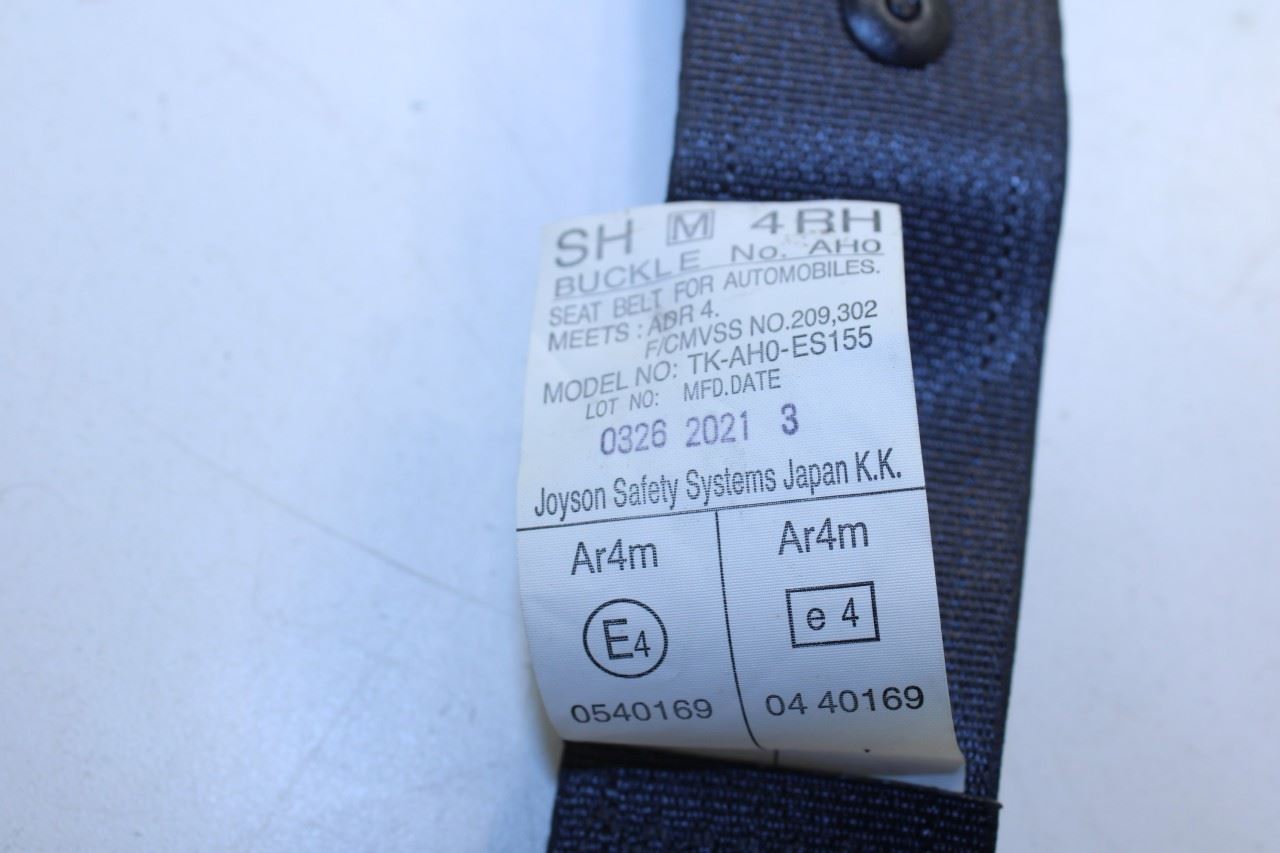 SH M 4RH
BUCKLE No. AH0
SEAT BELT FOR AUTOMOBILES.
MEETS : ADR 4.
F/CMVSS NO.209,302
MODEL NO: TK-AH0-ES155
LOT NO: MFD.DATE
0326 2021 3
Joyson Safety Systems Japan K.K.
Ar4m Ar4m
E4 e 4
0540169 04 40169